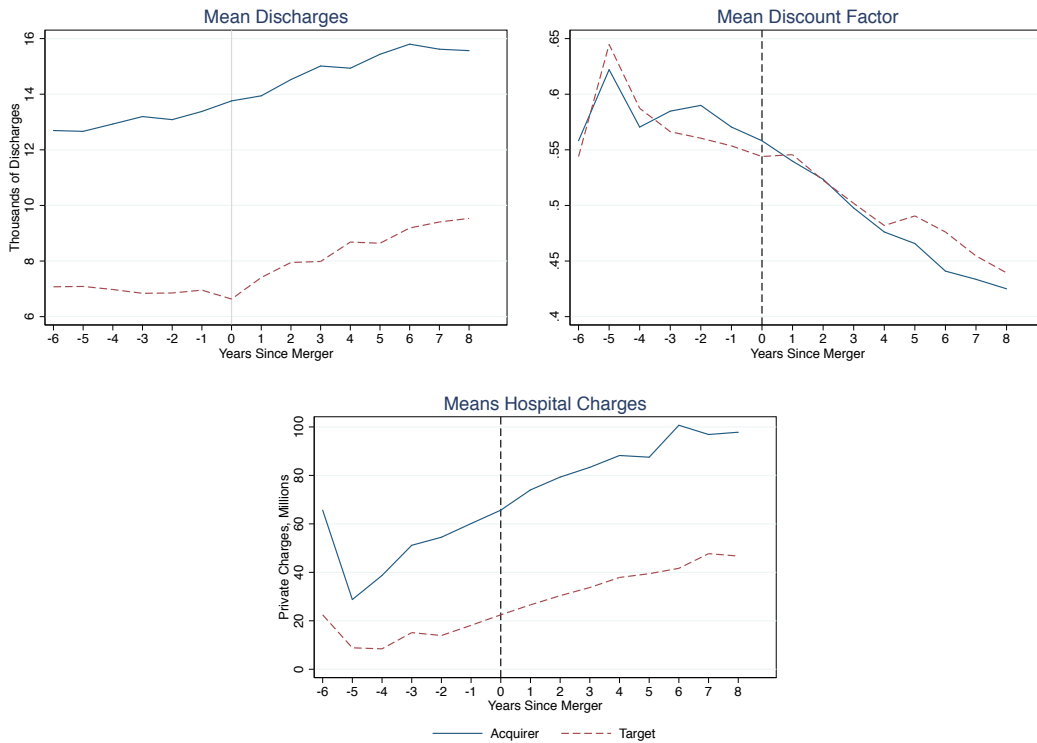 Mean Discharges
Thousands of Discharges
16
14
12
10
8
6
-6 -5 -4 -3 -2 -1 0 1 2 3 4 5 6 7 8
Years Since Merger
Mean Discount Factor
.65
.6
.55
.5
.45
.4
-6 -5 -4 -3 -2 -1 0 1 2 3 4 5 6 7 8
Years Since Merger
Means Hospital Charges
Private Charges, Millions
100
80
60
40
20
0
-6 -5 -4 -3 -2 -1 0 1 2 3 4 5 6 7 8
Years Since Merger
Acquirer Target